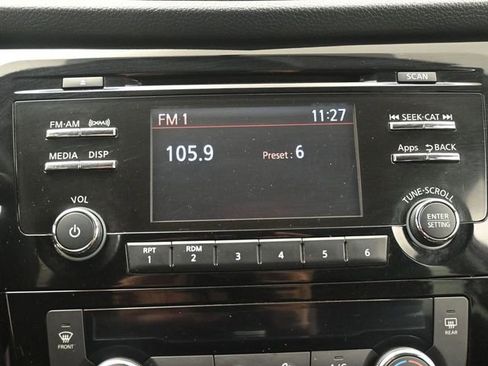 SCAN
FM 1 11:27
FM·AM ((XM))
SEEK·CAT
105.9 Preset : 6
MEDIA DISP
Apps BACK
VOL
TUNE·SCROLL
ENTER
SETTING
RPT RDM
1 2 3 4 5 6
FRONT
REAR
A/C